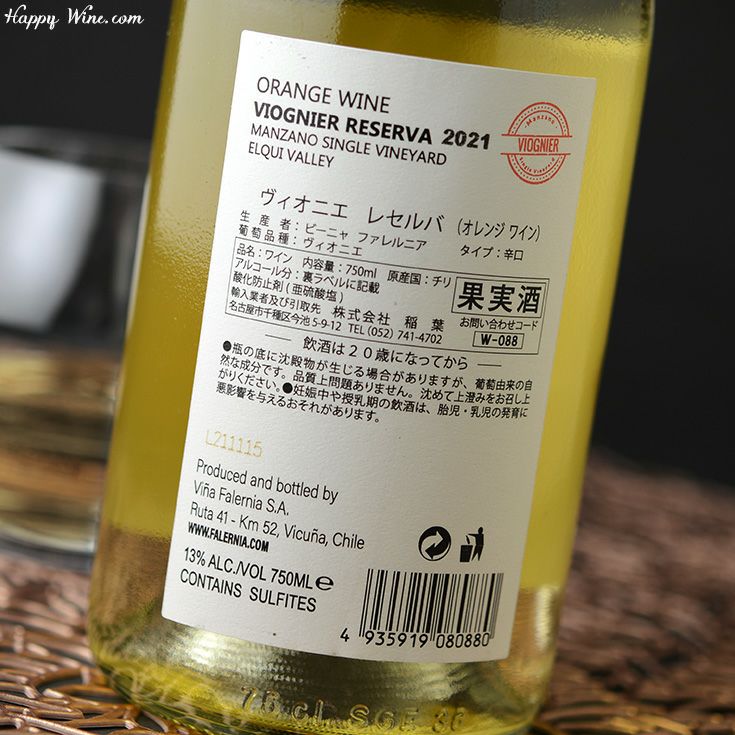 Happy Wine.com
ORANGE WINE
VIOGNIER RESERVA 2021
MANZANO SINGLE VINEYARD
ELQUI VALLEY
Manzano
VIOGNIER
Single Vineyard
ヴィオニエ レセルバ (オレンジ ワイン)
生産者：ビーニャ ファレルニア
葡萄品種：ヴィオニエ タイプ：辛口
品名：ワイン 内容量：750ml 原産国：チリ
アルコール分：裏ラベルに記載
酸化防止剤(亜硫酸塩)
輸入業者及び引取先 株式会社 稲葉
名古屋市千種区今池5-9-12 TEL (052) 741-4702
果実酒
お問い合わせコード
W-088
飲酒は２０歳になってから
●瓶の底に沈殿物が生じる場合がありますが、葡萄由来の自
然な成分です。品質上問題ありません。沈めて上澄みをお召し上
がりください。●妊娠中や授乳期の飲酒は、胎児・乳児の発育に
悪影響を与えるおそれがあります。
L211115
Produced and bottled by
Viña Falernia S.A.
Ruta 41 - Km 52, Vicuña, Chile
WWW.FALERNIA.COM
13% ALC./VOL 750ML e
CONTAINS SULFITES
4 935919 080880
75 cl SGE 36